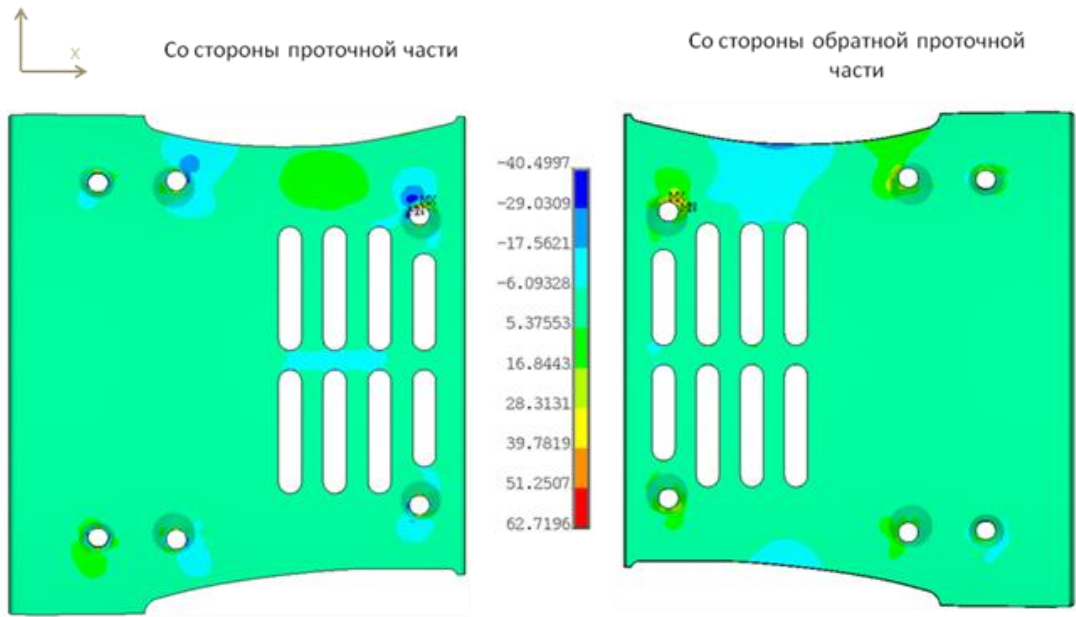 X
Со стороны проточной части
Со стороны обратной проточной
части
-40.4997
-29.0309
-17.5621
-6.09328
5.37553
16.8443
28.3131
39.7819
51.2507
62.7196